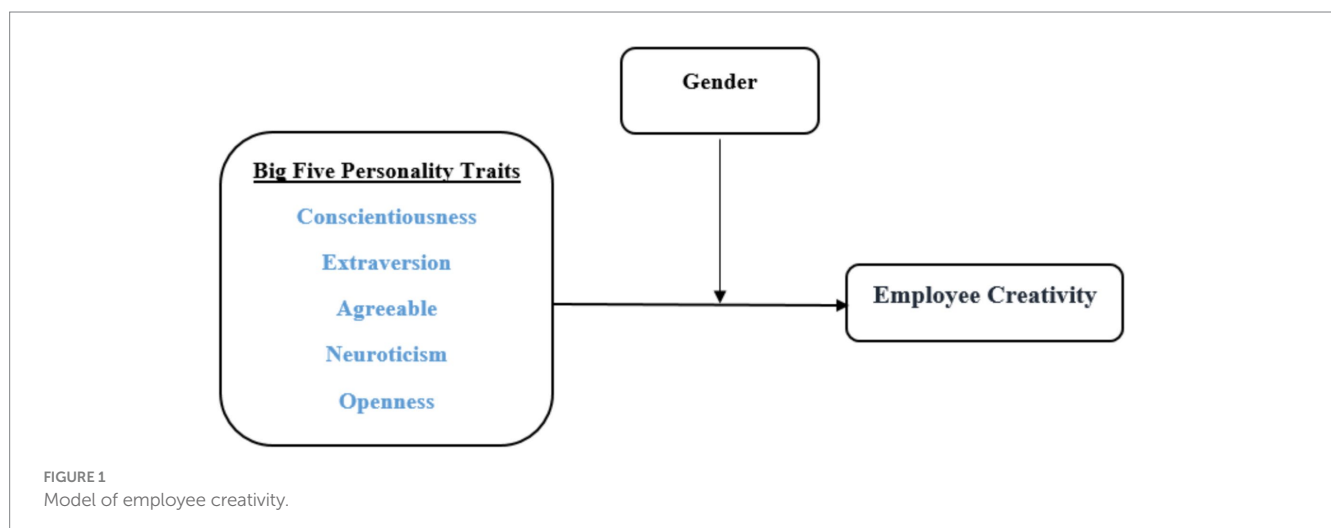 Gender
Big Five Personality Traits
Conscientiousness
Extraversion
Agreeable
Neuroticism
Openness
Employee Creativity
FIGURE 1
Model of employee creativity.